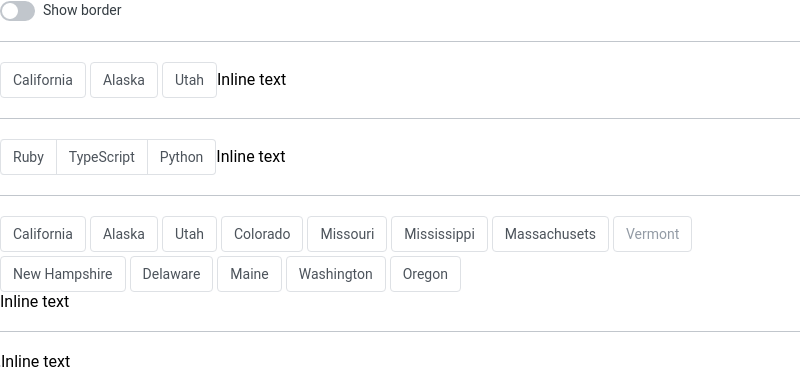 Show border
California Alaska Utah Inline text
Ruby TypeScript Python Inline text
California Alaska Utah Colorado Missouri Mississippi Massachusets Vermont
New Hampshire Delaware Maine Washington Oregon
Inline text
Inline text